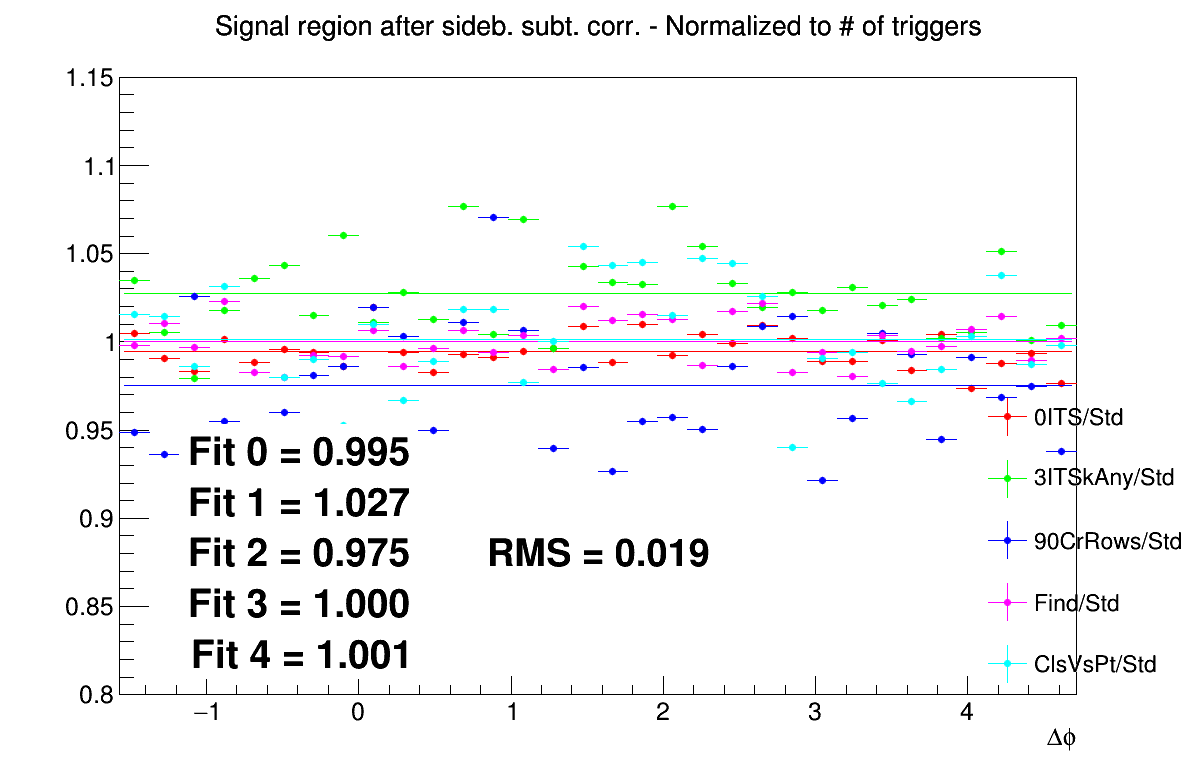 Signal region after sideb. subt. corr. - Normalized to # of triggers
1.15
1.1
1.05
1
0.95
0.9
0.85
0.8
Fit 0 = 0.995
Fit 1 = 1.027
Fit 2 = 0.975
Fit 3 = 1.000
Fit 4 = 1.001
RMS = 0.019
0ITS/Std
3ITSkAny/Std
90CrRows/Std
Find/Std
ClsVsPt/Std
−1 0 1 2 3 4
Δϕ